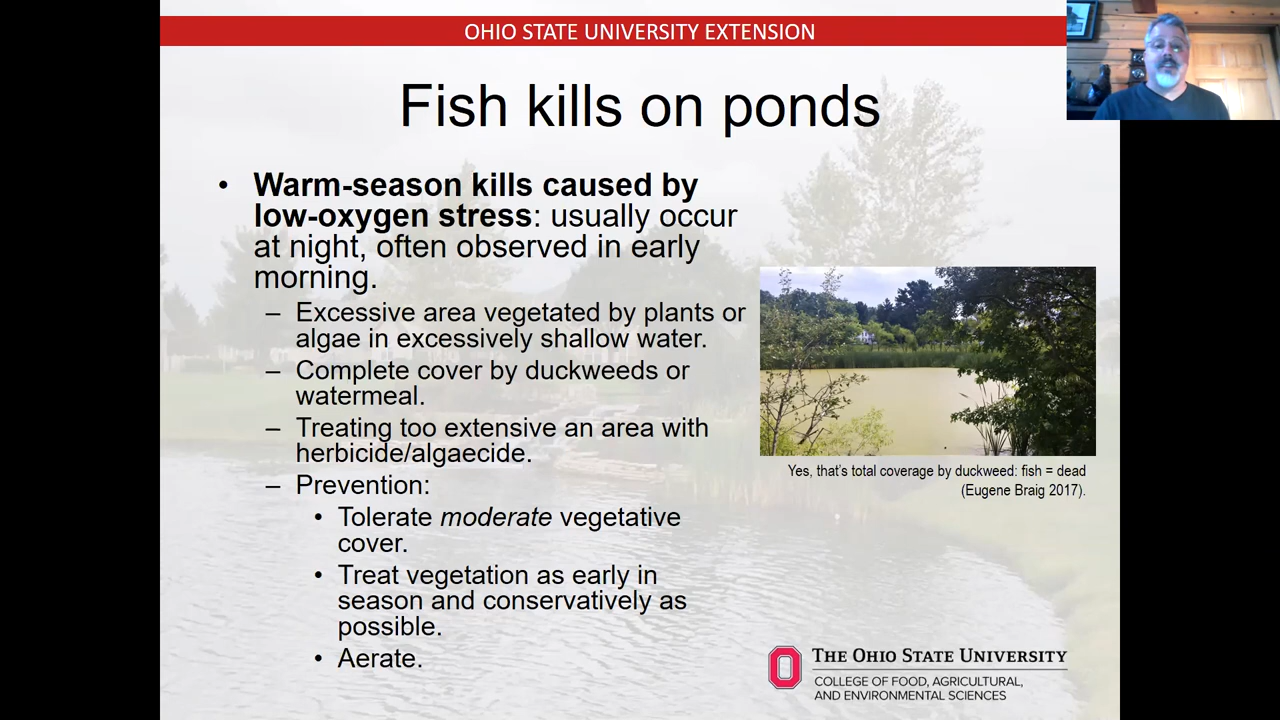 OHIO STATE UNIVERSITY EXTENSION
Fish kills on ponds
• Warm-season kills caused by
low-oxygen stress: usually occur
at night, often observed in early
morning.
– Excessive area vegetated by plants or
algae in excessively shallow water.
– Complete cover by duckweeds or
watermeal.
– Treating too extensive an area with
herbicide/algaecide.
– Prevention:
• Tolerate moderate vegetative
cover.
• Treat vegetation as early in
season and conservatively as
possible.
• Aerate.
Yes, that's total coverage by duckweed: fish = dead
(Eugene Braig 2017).
THE OHIO STATE UNIVERSITY
COLLEGE OF FOOD, AGRICULTURAL,
AND ENVIRONMENTAL SCIENCES